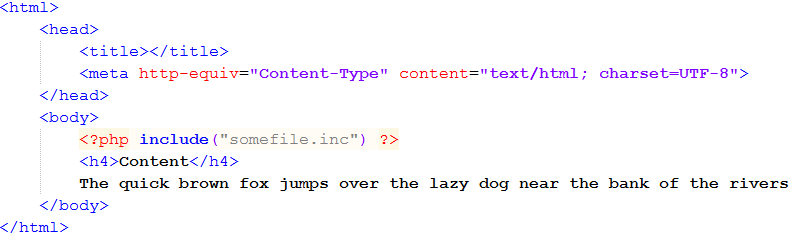 <html>
<head>
<title></title>
<meta http-equiv="Content-Type" content="text/html; charset=UTF-8">
</head>
<body>
<?php include("somefile.inc") ?>
<h4>Content</h4>
The quick brown fox jumps over the lazy dog near the bank of the rivers
</body>
</html>